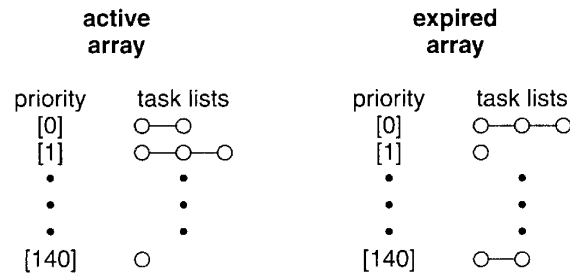 active array
expired array
priority task lists
priority task lists
[0]
[0]
[1]
[1]
[140]
[140]